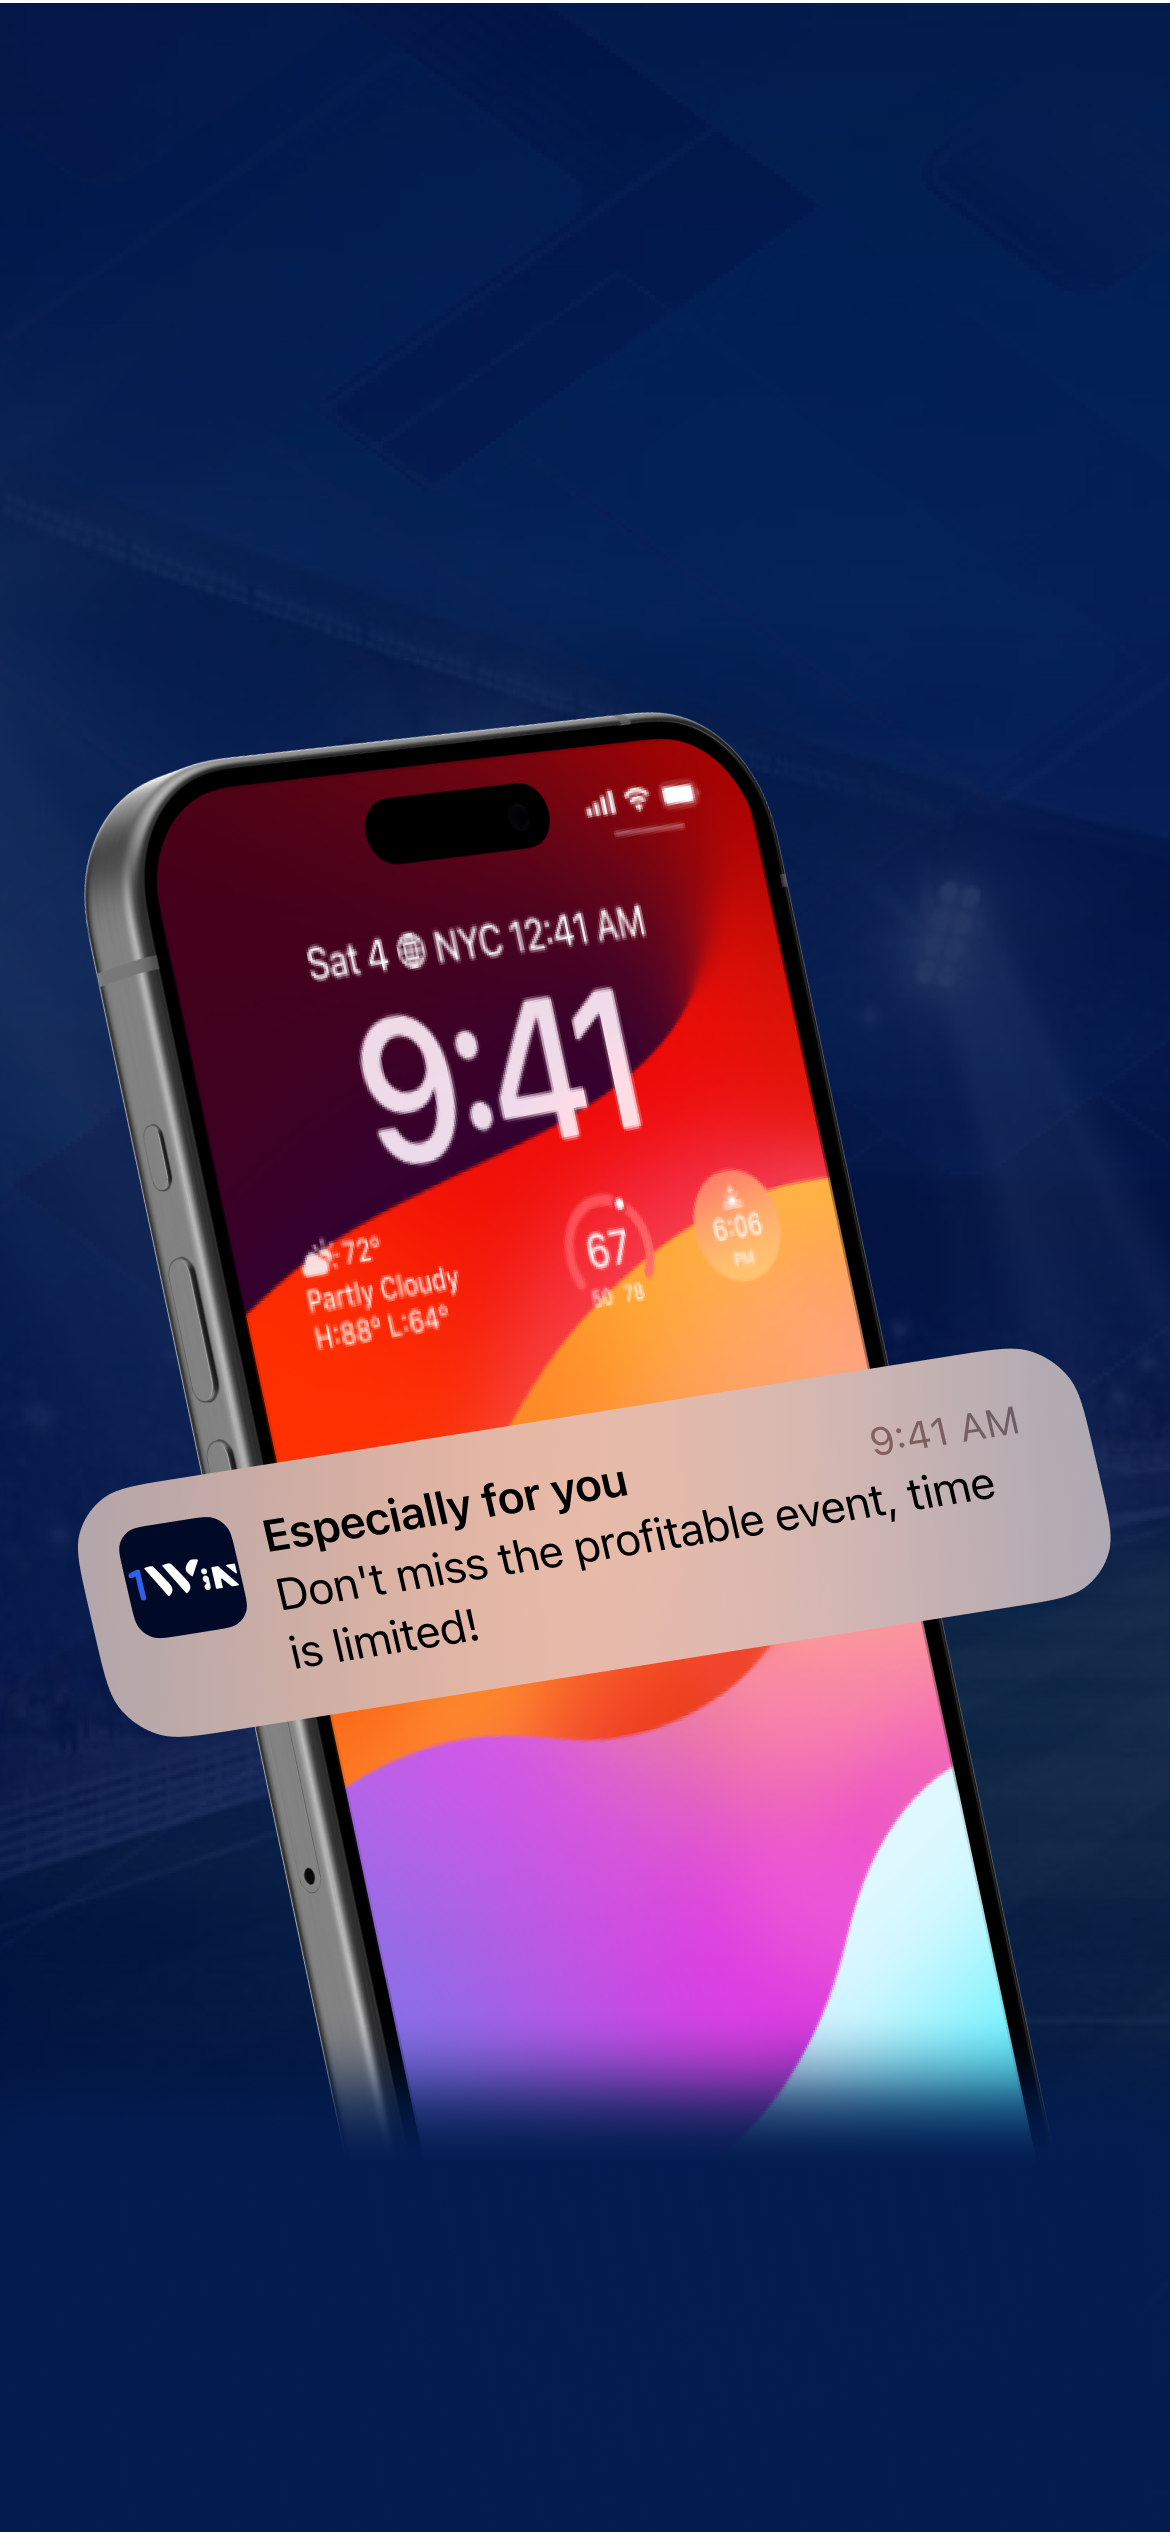 Sat 4 NYC 12:41 AM
9:41
72°
Partly Cloudy
H:88° L:64°
67
50 78
6:06
PM
9:41 AM
1win
Especially for you
Don't miss the profitable event, time
is limited!